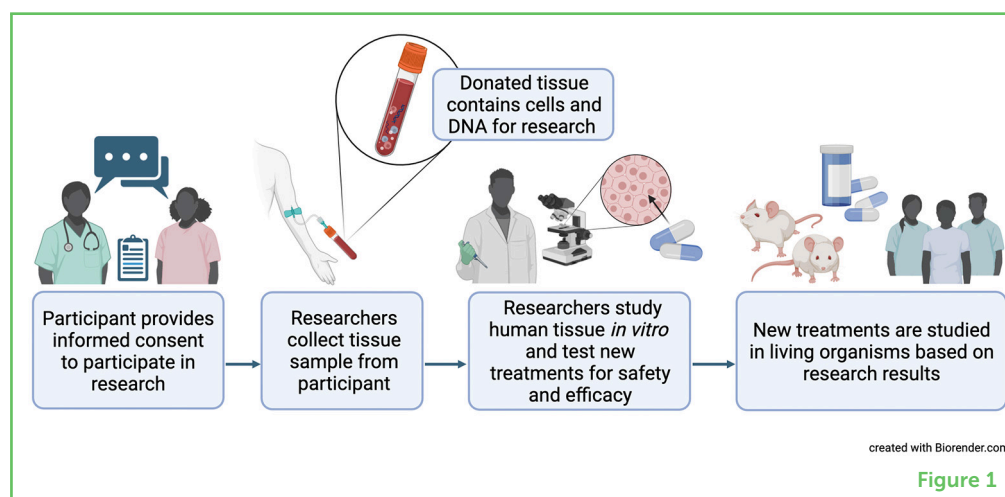 Donated tissue
contains cells and
DNA for research
Participant provides
informed consent
to participate in
research
Researchers
collect tissue
sample from
participant
Researchers study
human tissue in vitro
and test new
treatments for safety
and efficacy
New treatments are studied
in living organisms based on
research results
created with Biorender.con
Figure 1